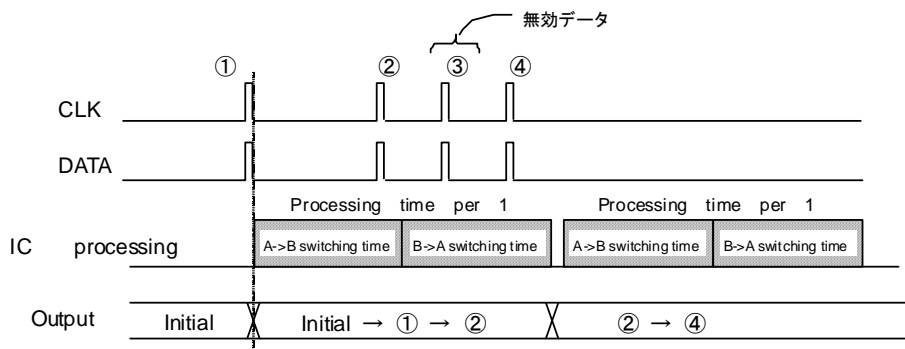 無効データ
① ② ③ ④
CLK
DATA
Processing time per 1 Processing time per 1
IC processing A->B switching time B->A switching time A->B switching time B->A switching time
Output Initial Initial → ① → ② ② → ④